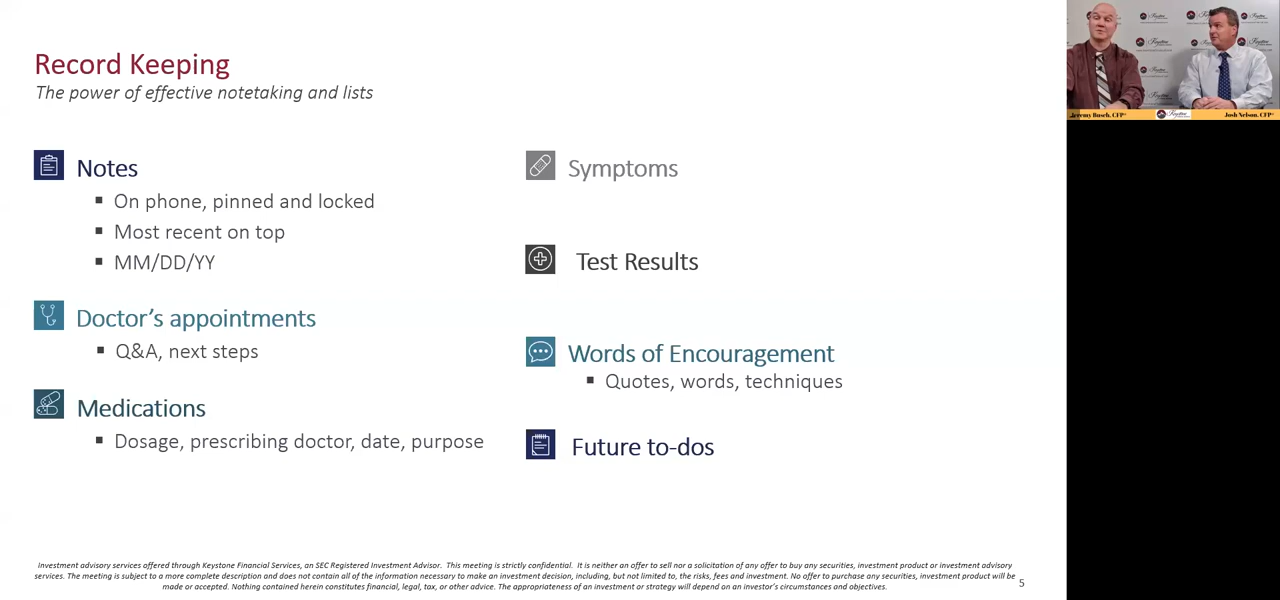 Record Keeping
The power of effective notetaking and lists
Notes
On phone, pinned and locked
Most recent on top
MM/DD/YY
Doctor's appointments
Q&A, next steps
Medications
Dosage, prescribing doctor, date, purpose
Symptoms
Test Results
Words of Encouragement
Quotes, words, techniques
Future to-dos
Investment advisory services offered through Keystone Financial Services, an SEC Registered Investment Advisor. This meeting is strictly confidential. It is neither an offer to sell nor a solicitation of any offer to buy any securities, investment product or investment advisory
services. The meeting is subject to a more complete description and does not contain all of the information necessary to make an investment decision, including, but not limited to, the risks, fees and investment. No offer to purchase any securities, investment product will be
made or accepted. Nothing contained herein constitutes financial, legal, tax, or other advice. The appropriateness of an investment or strategy will depend on an investor's circumstances and objectives.
5
Jeremy Busch, CFP®
Keystone
Josh Nelson, CFP®